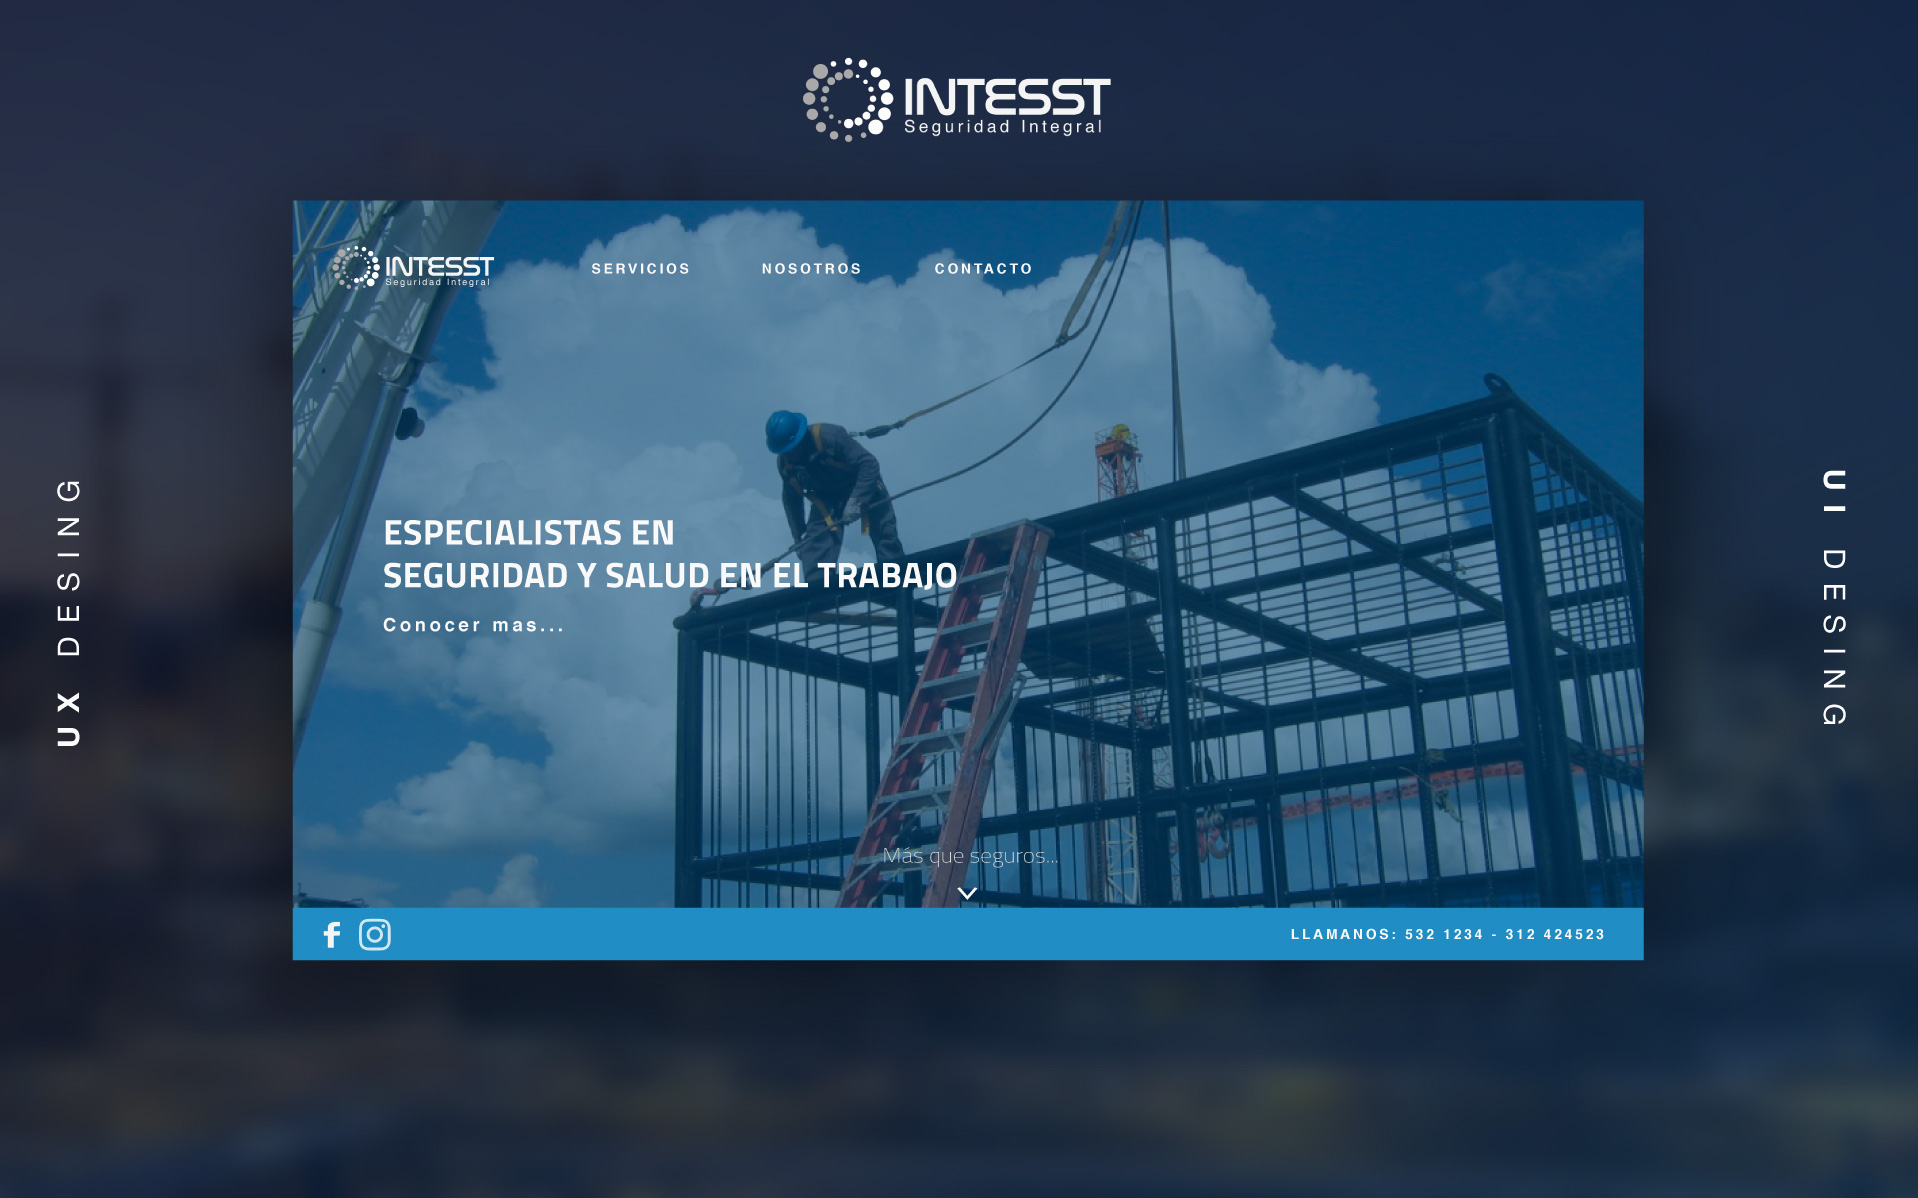 INTESST
Seguridad Integral
INTESST
Seguridad Integral
SERVICIOS
NOSOTROS
CONTACTO
ESPECIALISTAS EN
SEGURIDAD Y SALUD EN EL TRABAJO
Conocer mas...
Más que seguros...
LLAMANOS: 532 1234 - 312 424523
UX DESING
UI DESING